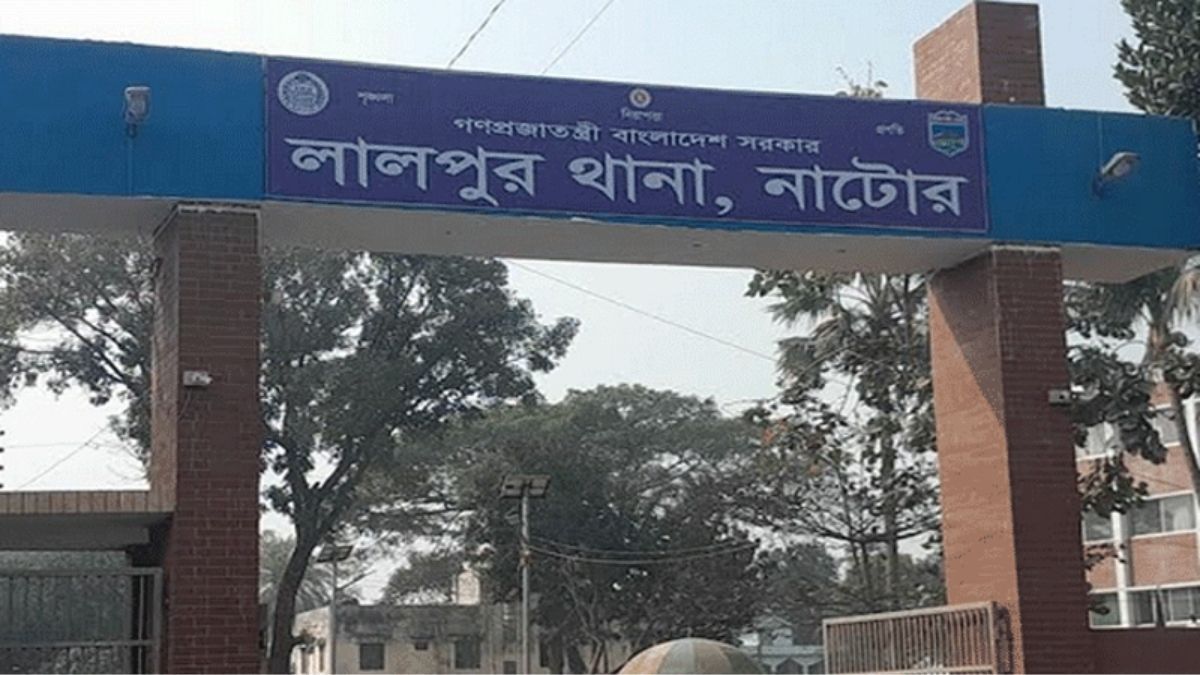 শৃঙ্খলা
নিরাপত্তা
প্রগতি
গণপ্রজাতন্ত্রী বাংলাদেশ সরকার
লালপুর থানা, নাটোর